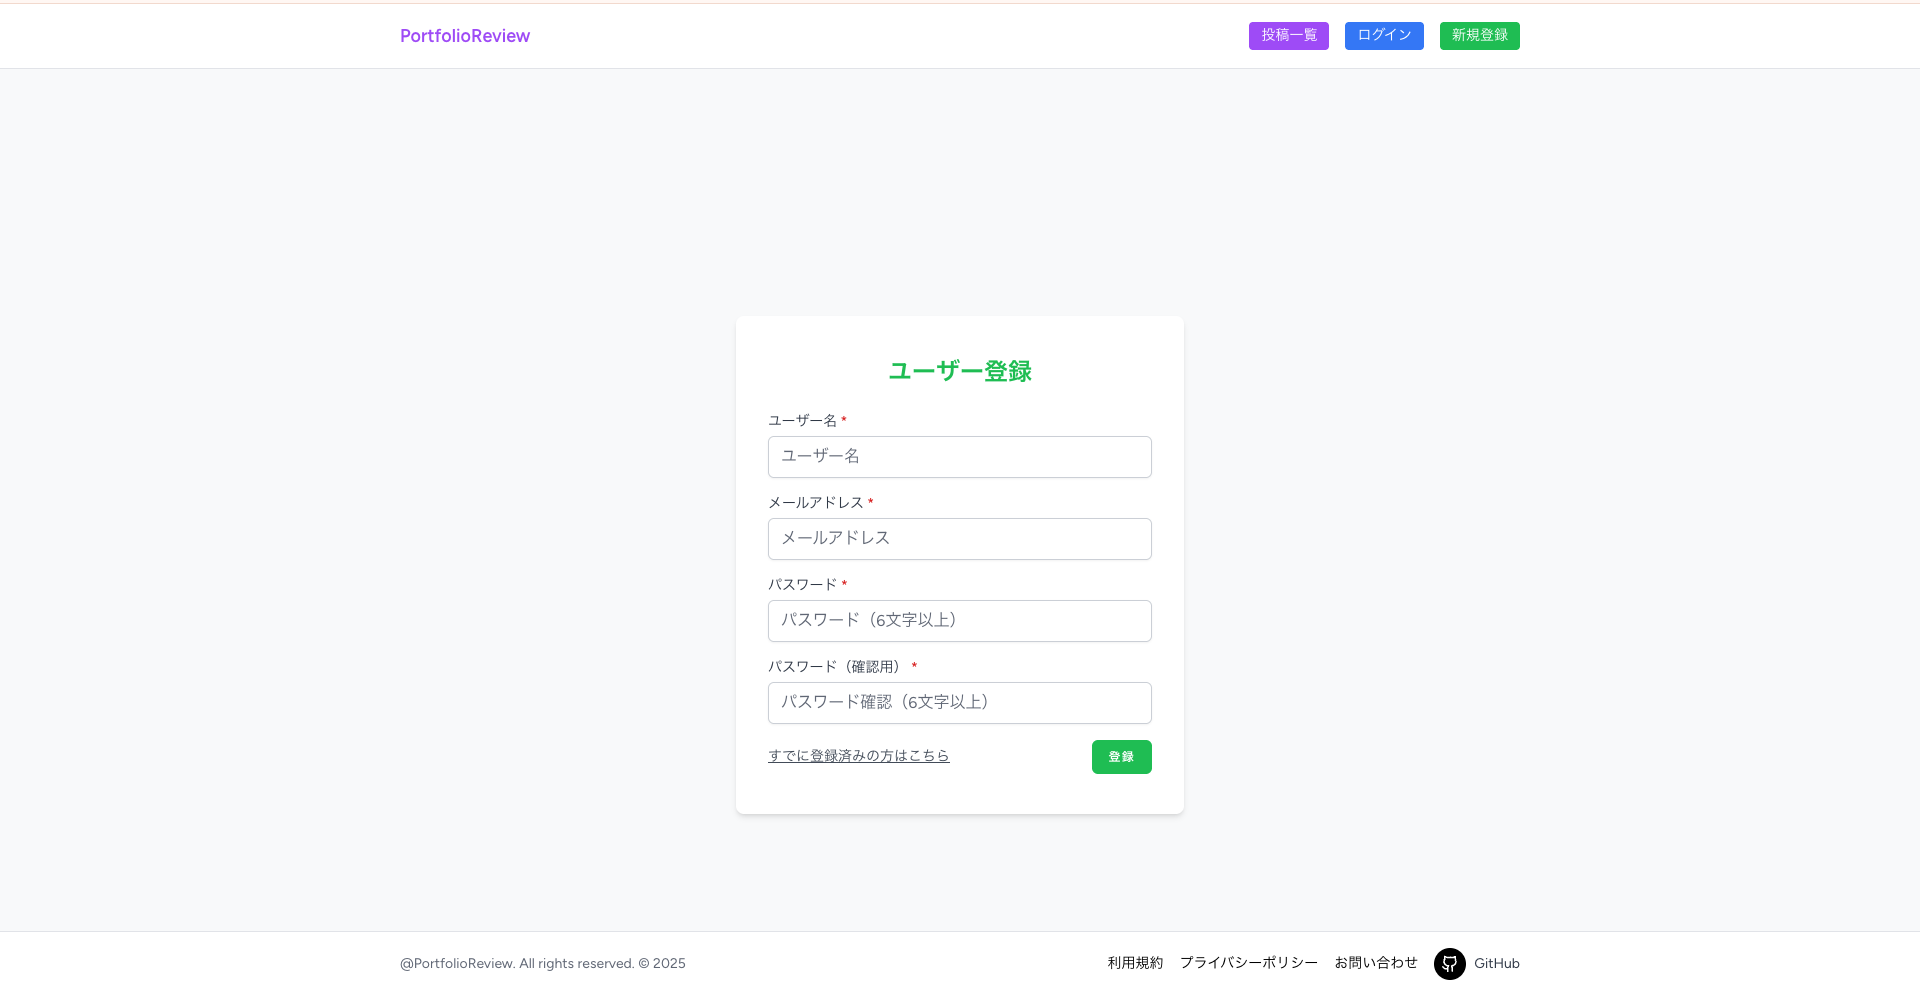 PortfolioReview
投稿一覧 ログイン 新規登録
ユーザー登録
ユーザー名 *
ユーザー名
メールアドレス *
メールアドレス
パスワード *
パスワード（6文字以上）
パスワード（確認用） *
パスワード確認（6文字以上）
すでに登録済みの方はこちら
登録
@PortfolioReview. All rights reserved. © 2025
利用規約 プライバシーポリシー お問い合わせ GitHub